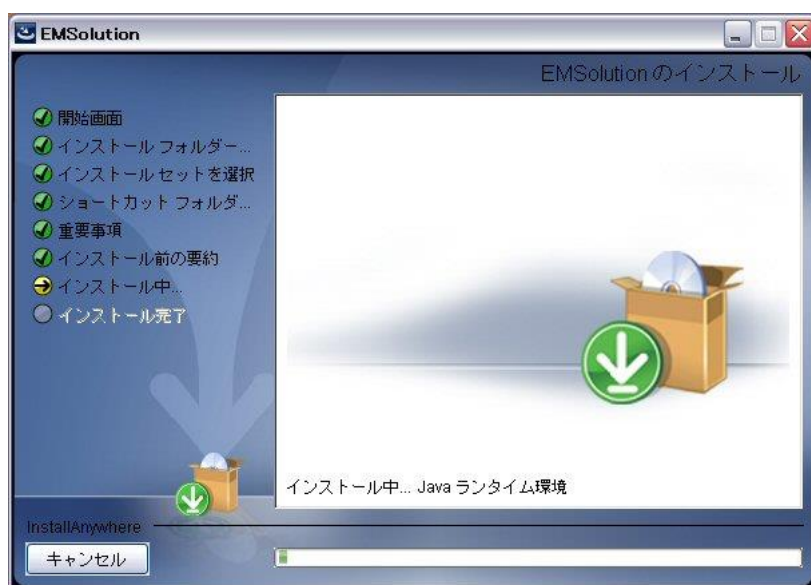 EMSolution
EMSolution のインストール
開始画面
インストール フォルダー...
インストール セットを選択
ショートカット フォルダ...
重要事項
インストール前の要約
インストール中...
インストール完了
インストール中... Java ランタイム環境
InstallAnywhere
キャンセル